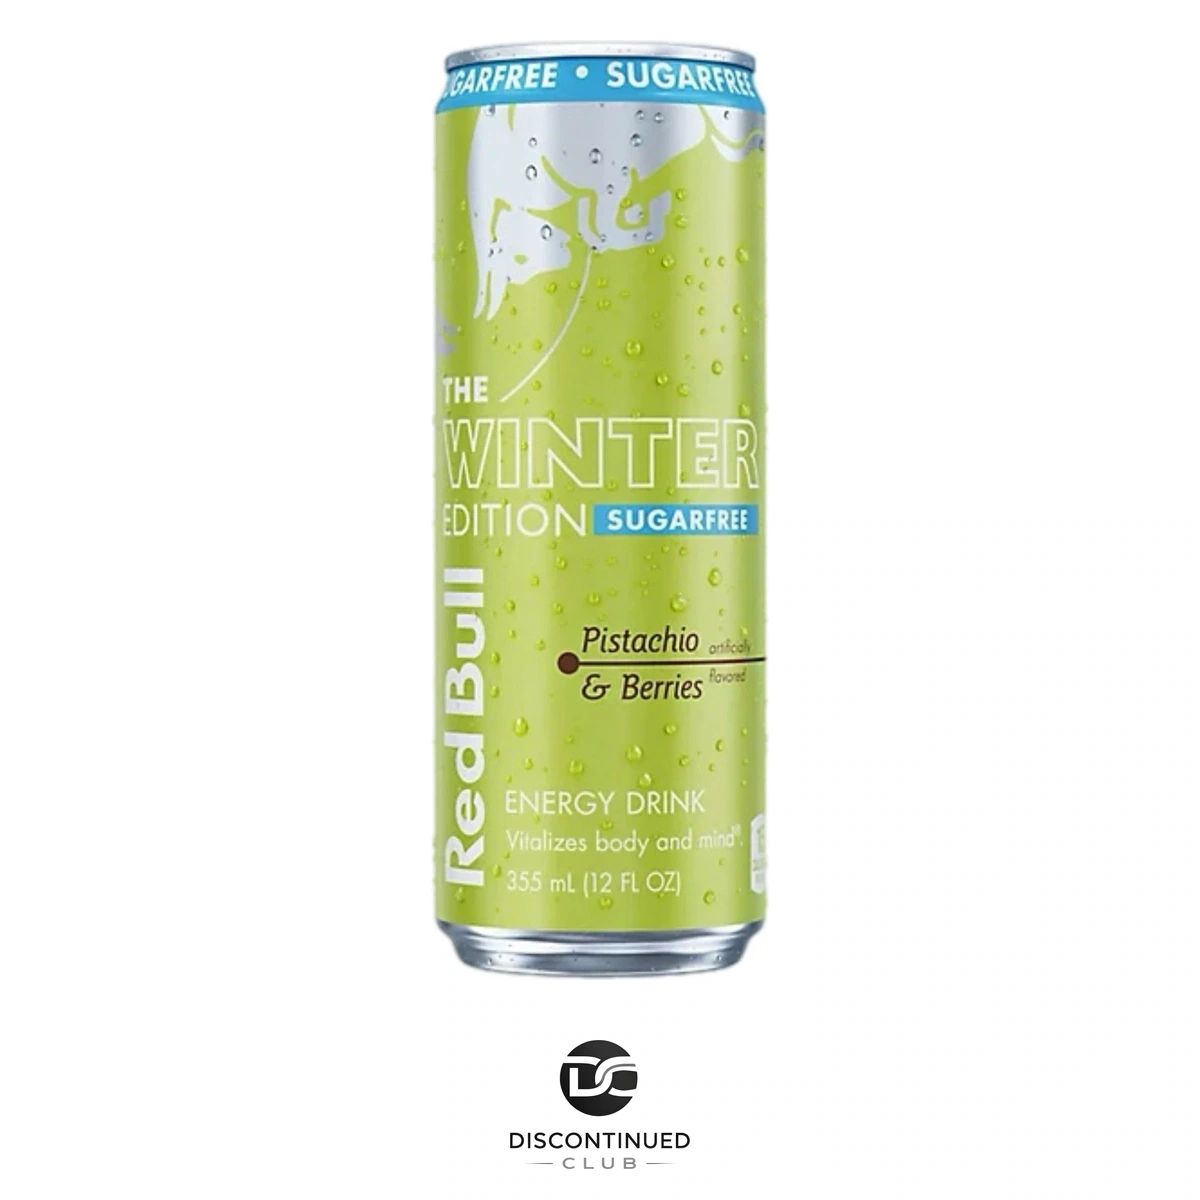 SUGARFREE • SUGARFREE
THE
WINTER
EDITION SUGARFREE
Red Bull
Pistachio artificially
& Berries flavored
ENERGY DRINK
Vitalizes body and mind®.
355 mL (12 FL OZ)
DC
DISCONTINUED
CLUB